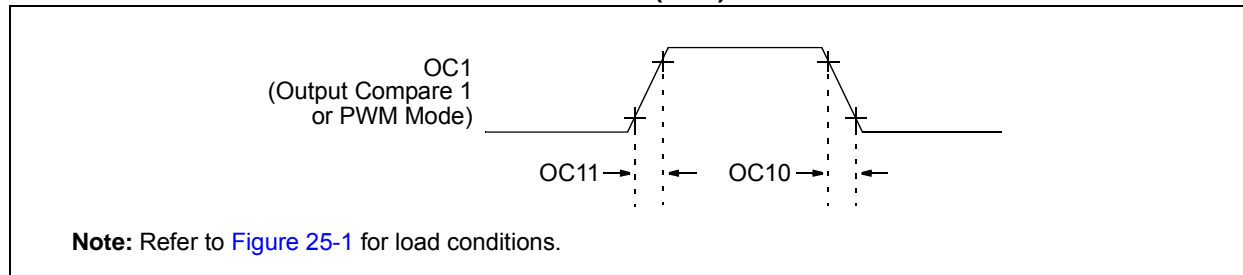 OC1
(Output Compare 1
or PWM Mode)
OC11
OC10
Note: Refer to Figure 25-1 for load conditions.